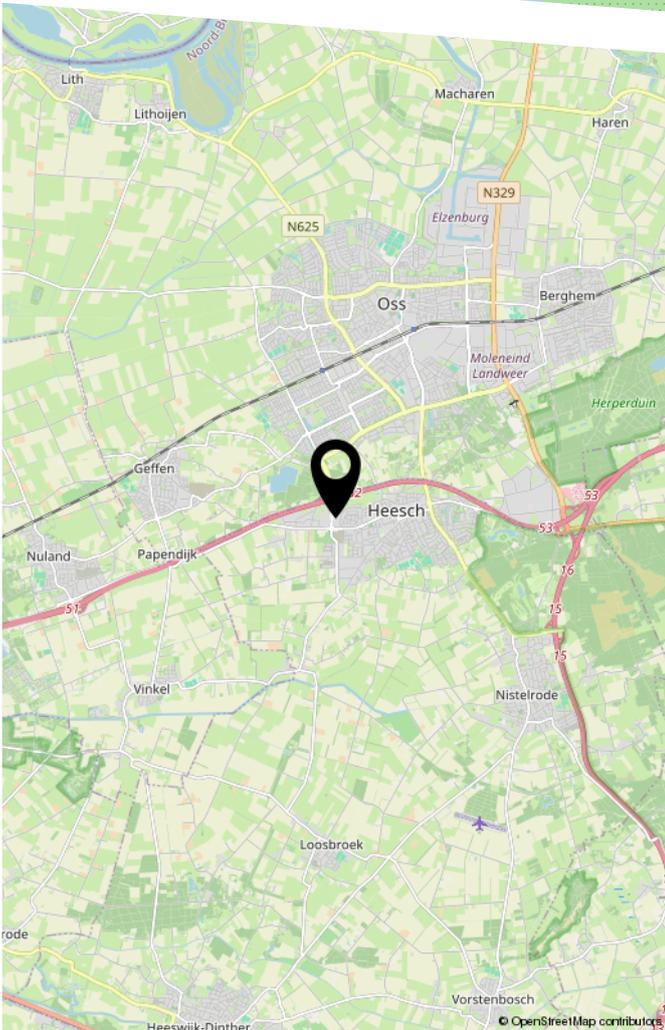 Noord-Br
Lith
Lithoijen
Macharen
Haren
N329
Elzenburg
N625
Oss
Berghem
Moleneind
Landweer
Herperduin
Geffen
53
Heesch
53
Nuland
Papendijk
16
51
15
15
Vinkel
Nistelrode
Loosbroek
rode
Vorstenbosch
© OpenStreetMap contributors
Heeswijk-Dinther